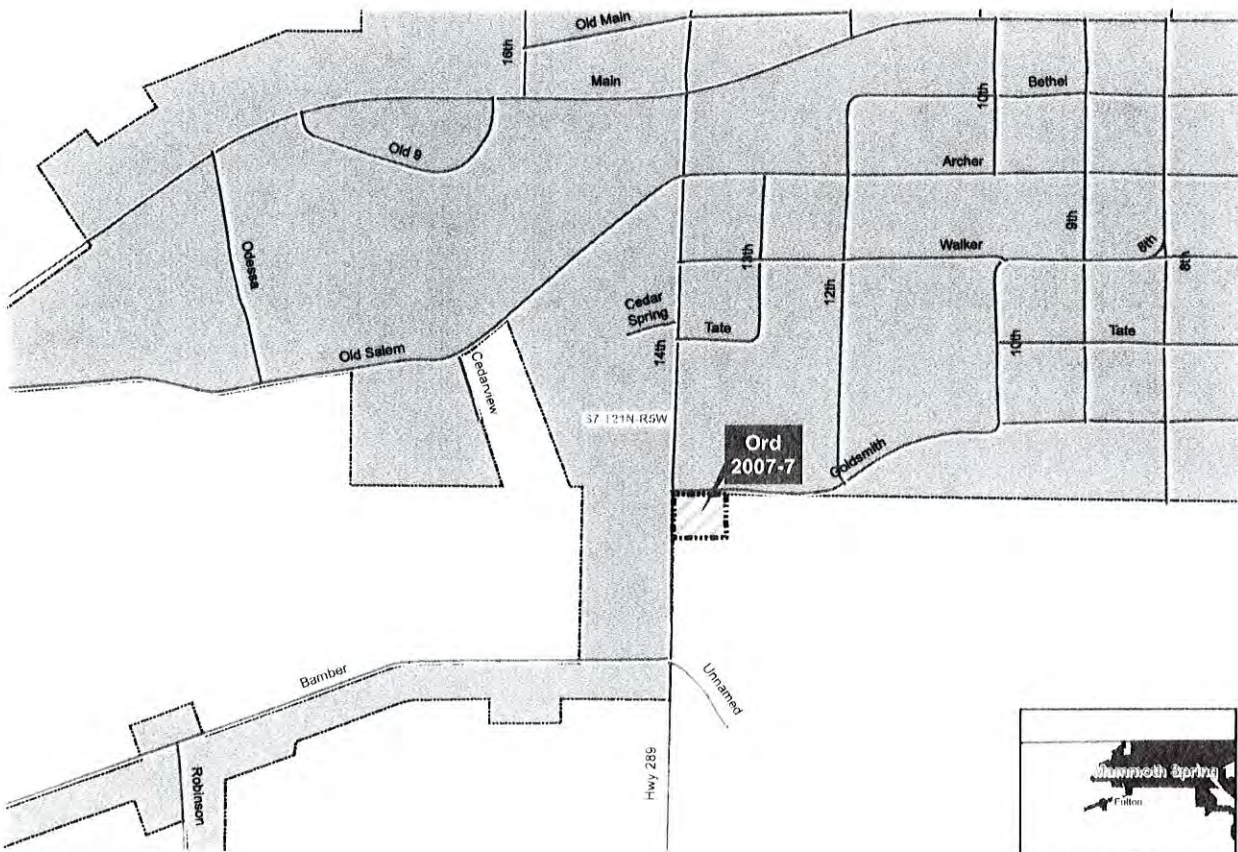 Old Main
16th
Main
Bethel
10th
Old 9
Archer
Odessa
13th
Walker
9th
8th
8th
12th
Cedar
Spring
Tate
14th
10th
Tate
Old Salem
Cedarview
S7-T21N-R5W
Ord
2007-7
Goldsmith
Bamber
Unnamed
Hwy 289
Robinson
Mammoth Spring
Fulton